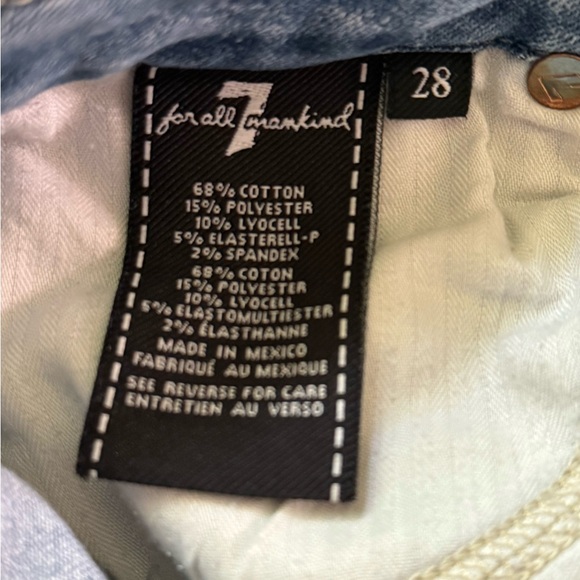 for all 7 mankind
28
68% COTTON
15% POLYESTER
10% LYOCELL
5% ELASTERELL-P
2% SPANDEX
68% COTON
15% POLYESTER
10% LYOCELL
5% ELASTOMULTIESTER
2% ÉLASTHANNE
MADE IN MEXICO
FABRIQUÉ AU MEXIQUE
SEE REVERSE FOR CARE
ENTRETIEN AU VERSO